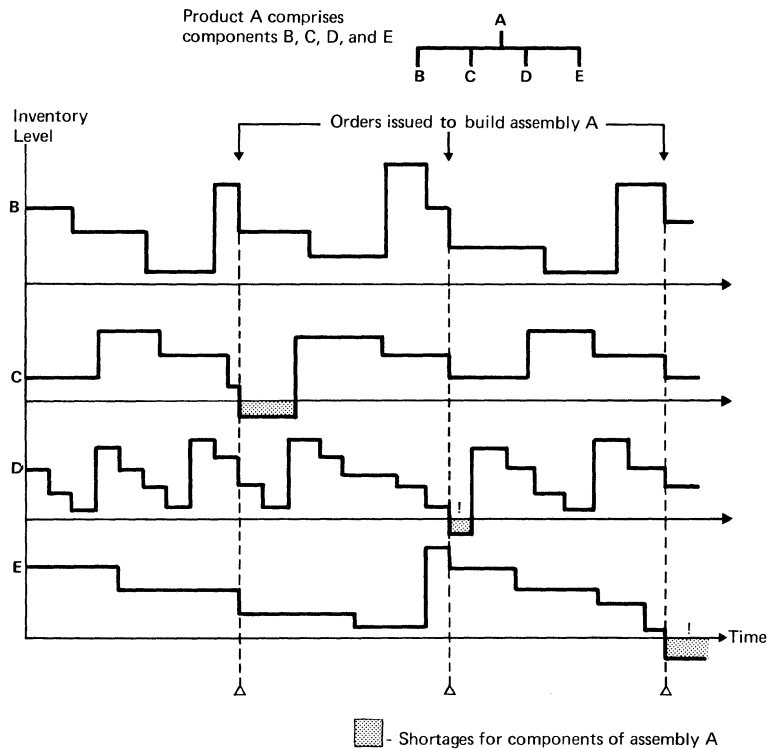 Product A comprises
components B, C, D, and E
A
B C D E
Inventory
Level
Orders issued to build assembly A
B
C
D
!
E
!
Time
- Shortages for components of assembly A